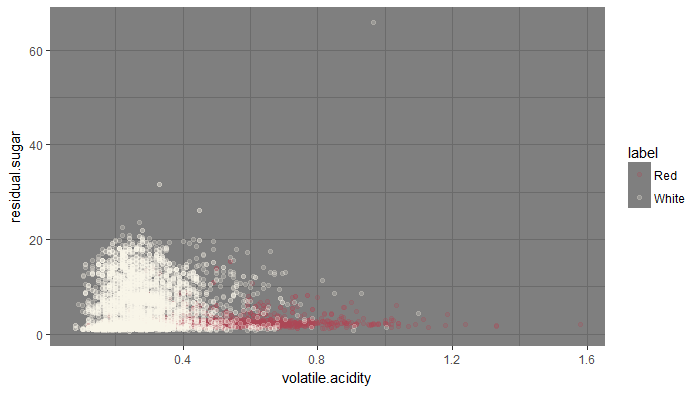 60
40
20
0
residual.sugar
0.4 0.8 1.2 1.6
volatile.acidity
label
Red
White